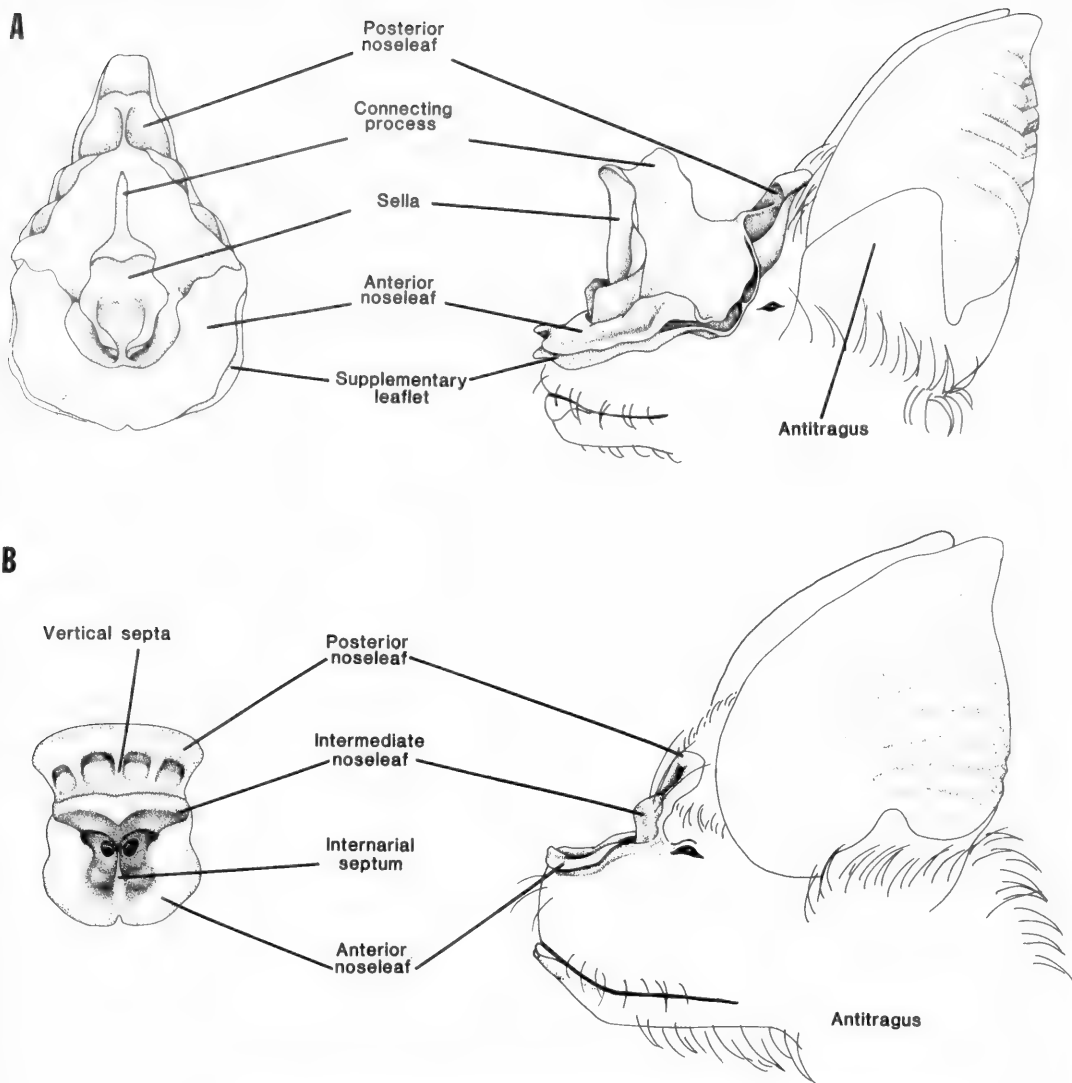 A
Posterior
noseleaf
Connecting
process
Sella
Anterior
noseleaf
Supplementary
leaflet
Antitragus
B
Vertical septa
Posterior
noseleaf
Intermediate
noseleaf
Internarial
septum
Anterior
noseleaf
Antitragus